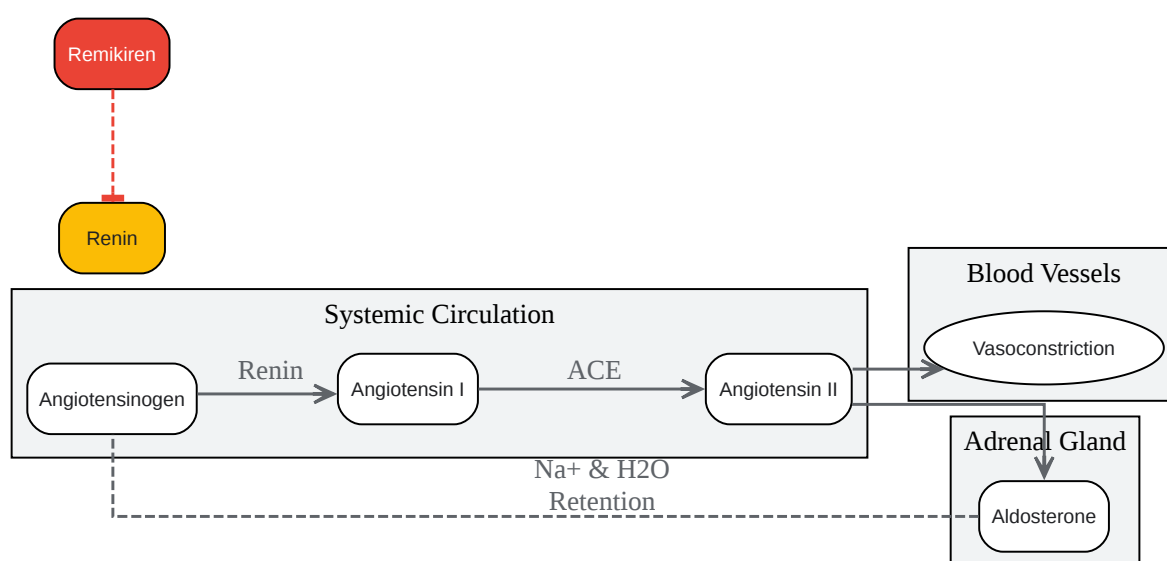 Remikiren
Renin
Blood Vessels
Systemic Circulation
Vasoconstriction
Renin
ACE
Angiotensinogen
Angiotensin I
Angiotensin II
Adrenal Gland
Na+ & H2O
Retention
Aldosterone